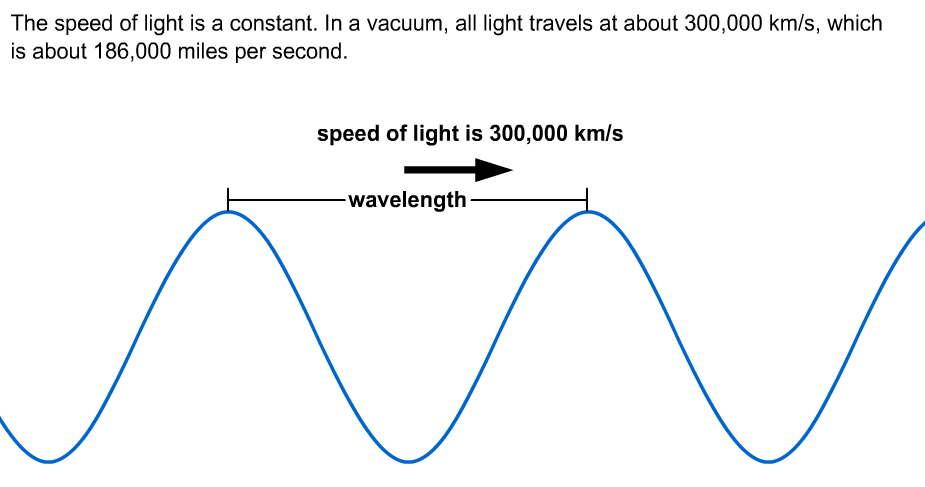 The speed of light is a constant. In a vacuum, all light travels at about 300,000 km/s, which
is about 186,000 miles per second.
speed of light is 300,000 km/s
wavelength